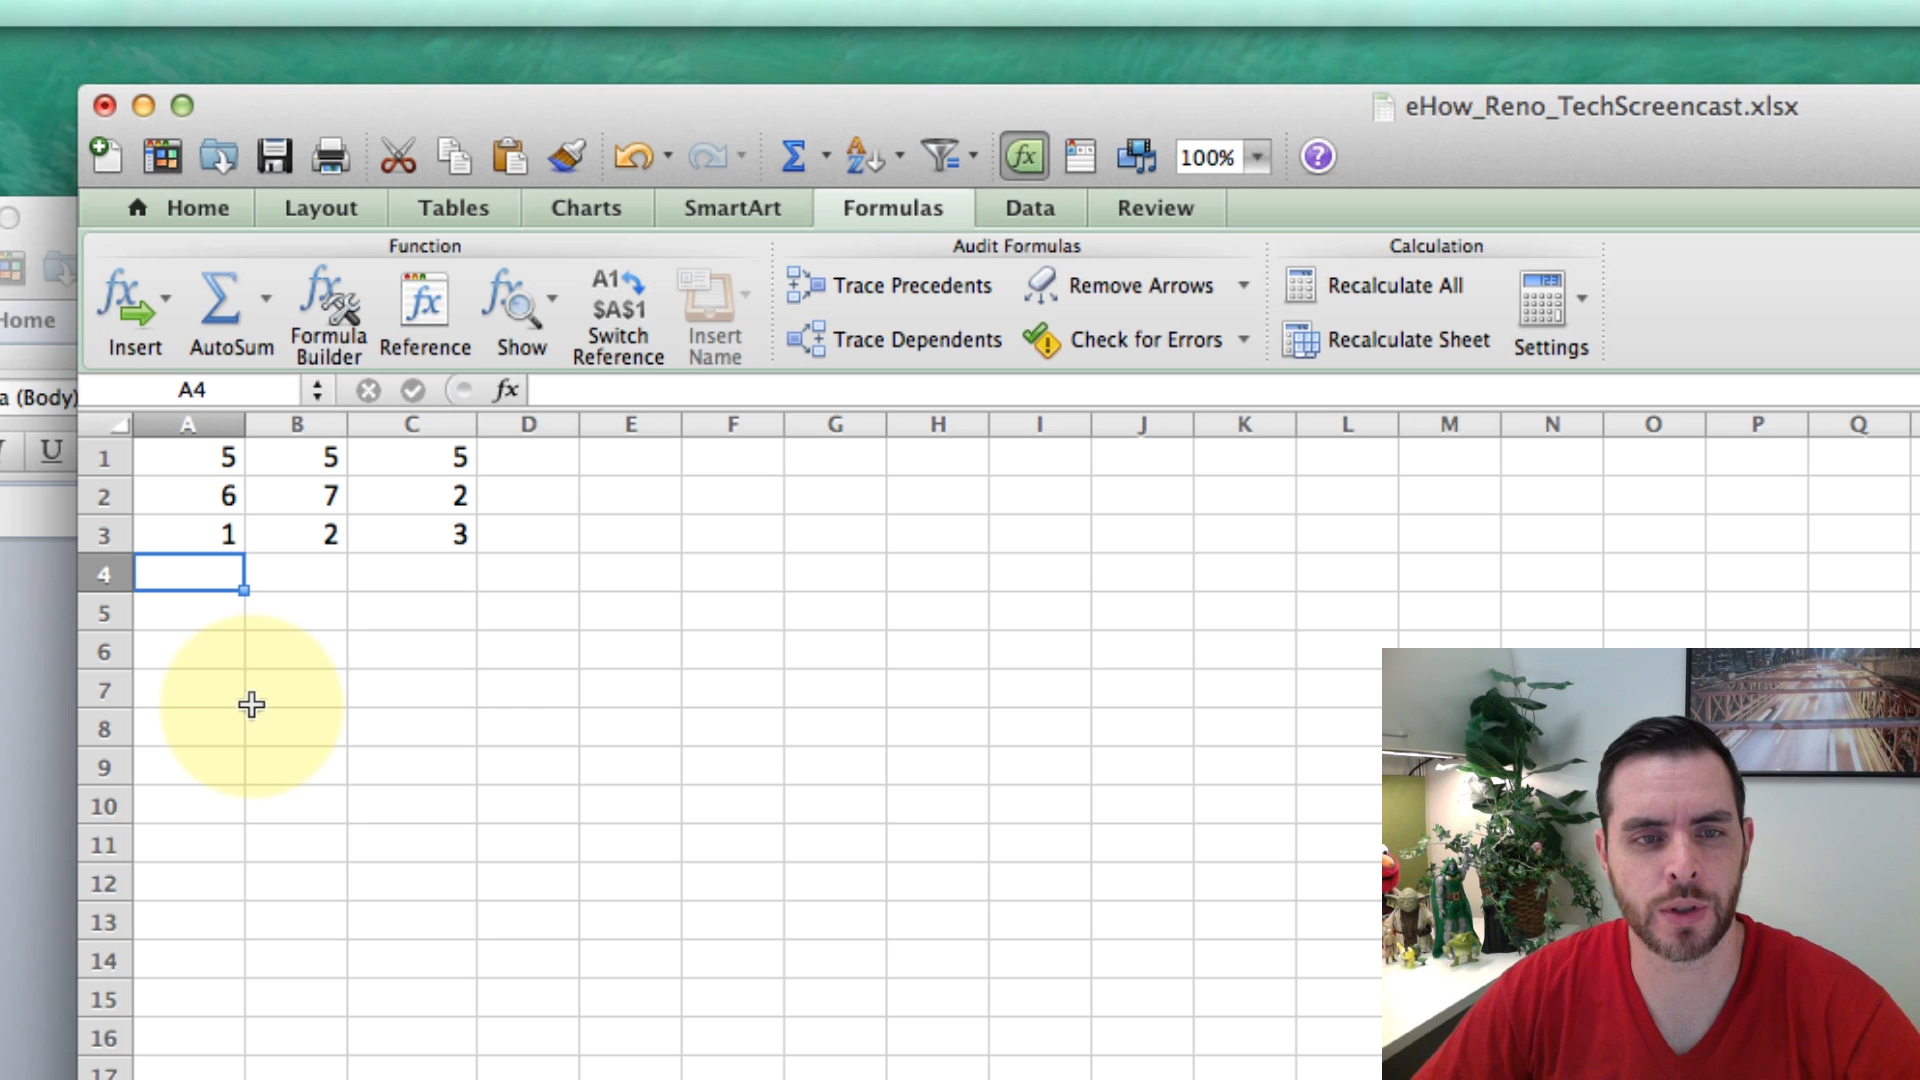 eHow_Reno_TechScreencast.xlsx
100%
Home Layout Tables Charts SmartArt Formulas Data Review
Function Audit Formulas Calculation
Insert AutoSum Formula Builder Reference Show A1 $A$1 Switch Reference Insert Name
Trace Precedents Remove Arrows Recalculate All
Trace Dependents Check for Errors Recalculate Sheet Settings
Home
A4 fx
a (Body)
U
A B C D E F G H I J K L M N O P Q
1 5 5 5
2 6 7 2
3 1 2 3
4
5
6
7
8
9
10
11
12
13
14
15
16
17